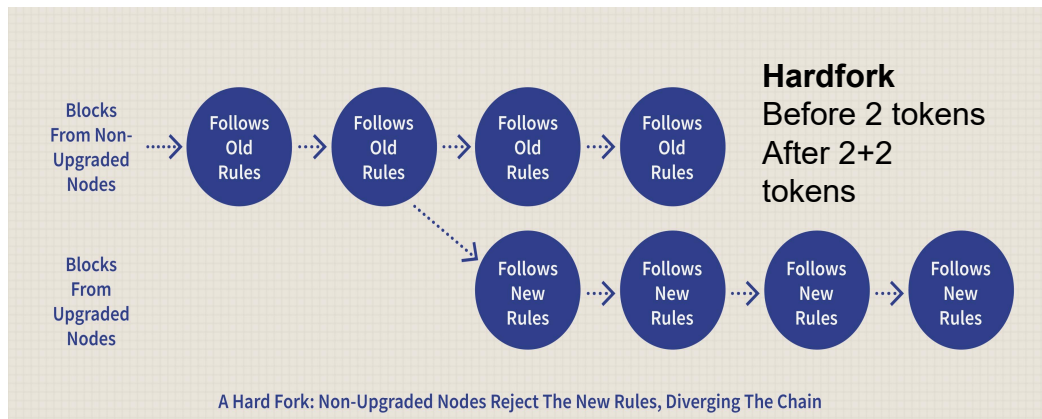 Hardfork
Before 2 tokens
After 2+2
tokens
Blocks
From Non-
Upgraded
Nodes
Follows
Old
Rules
Follows
Old
Rules
Follows
Old
Rules
Follows
Old
Rules
Blocks
From
Upgraded
Nodes
Follows
New
Rules
Follows
New
Rules
Follows
New
Rules
Follows
New
Rules
A Hard Fork: Non-Upgraded Nodes Reject The New Rules, Diverging The Chain